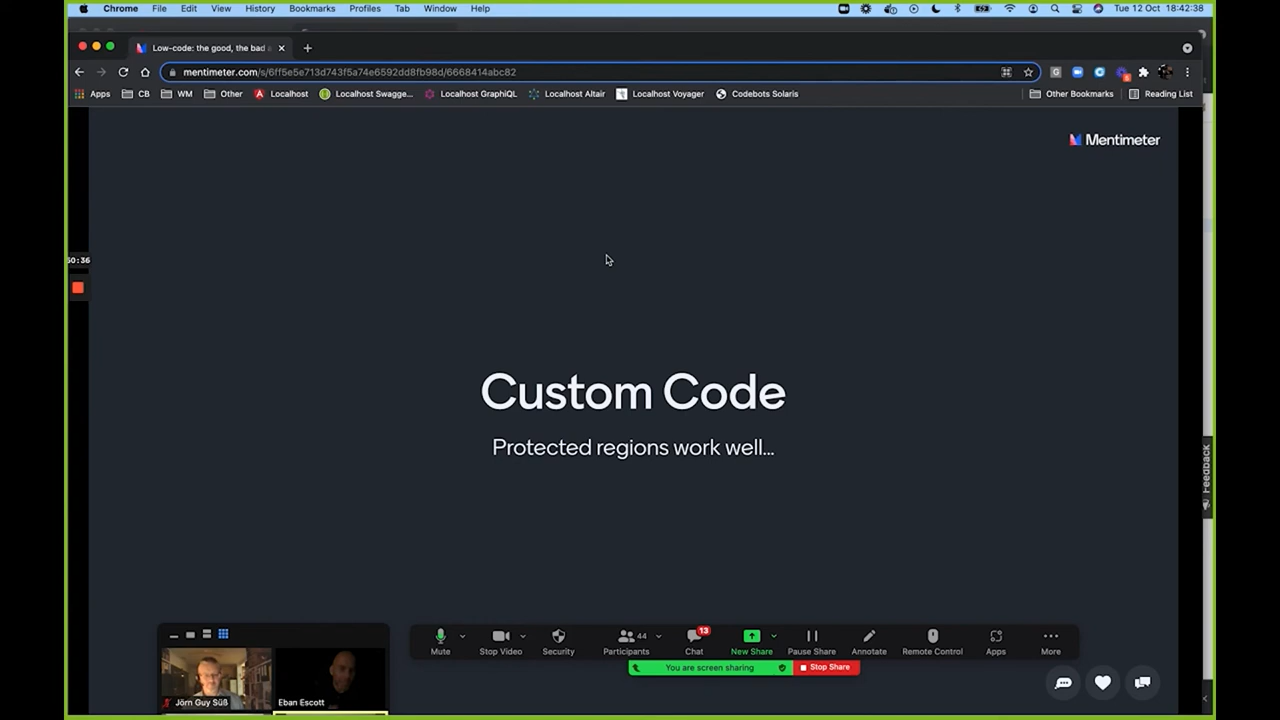 Chrome File Edit View History Bookmarks Profiles Tab Window Help Tue 12 Oct 18:42:38
Low-code: the good, the bad a
mentimeter.com/s/6ff5e5e713d743f5a74e6592dd8fb98d/6668414abc82
Apps CB WM Other Localhost Localhost Swagge... Localhost GraphiQL Localhost Altair Localhost Voyager Codebots Solaris Other Bookmarks Reading List
Mentimeter
50:36
Custom Code
Protected regions work well...
Feedback
44
13
Mute Stop Video Security Participants Chat New Share Pause Share Annotate Remote Control Apps More
You are screen sharing Stop Share
Jörn Guy Süß Eban Escott